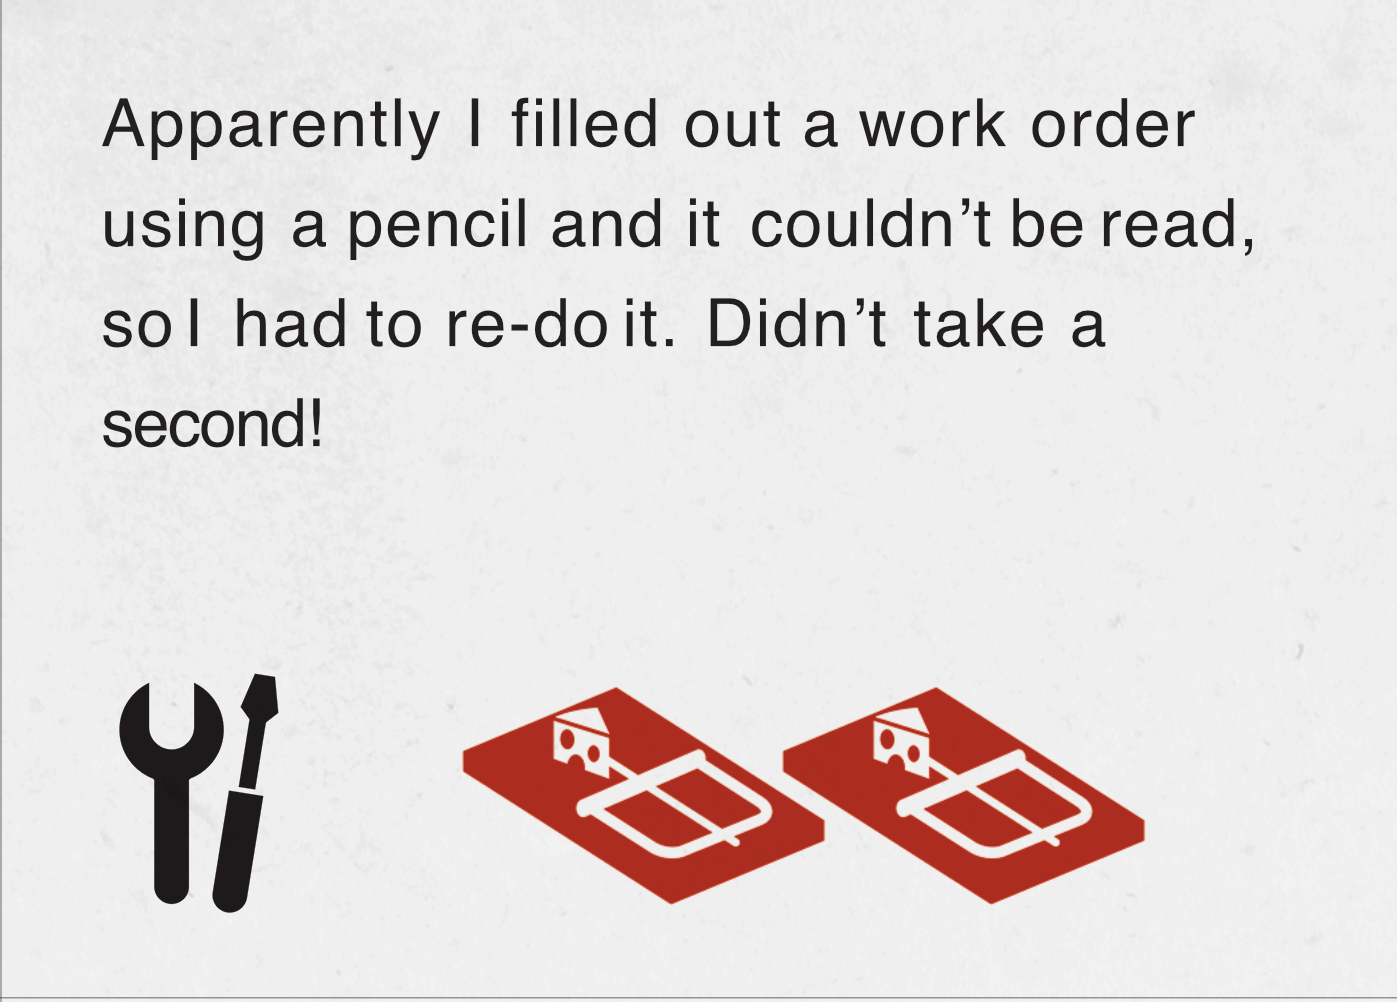 Apparently I filled out a work order
using a pencil and it couldn’t be read,
so I had to re-do it. Didn’t take a
second!